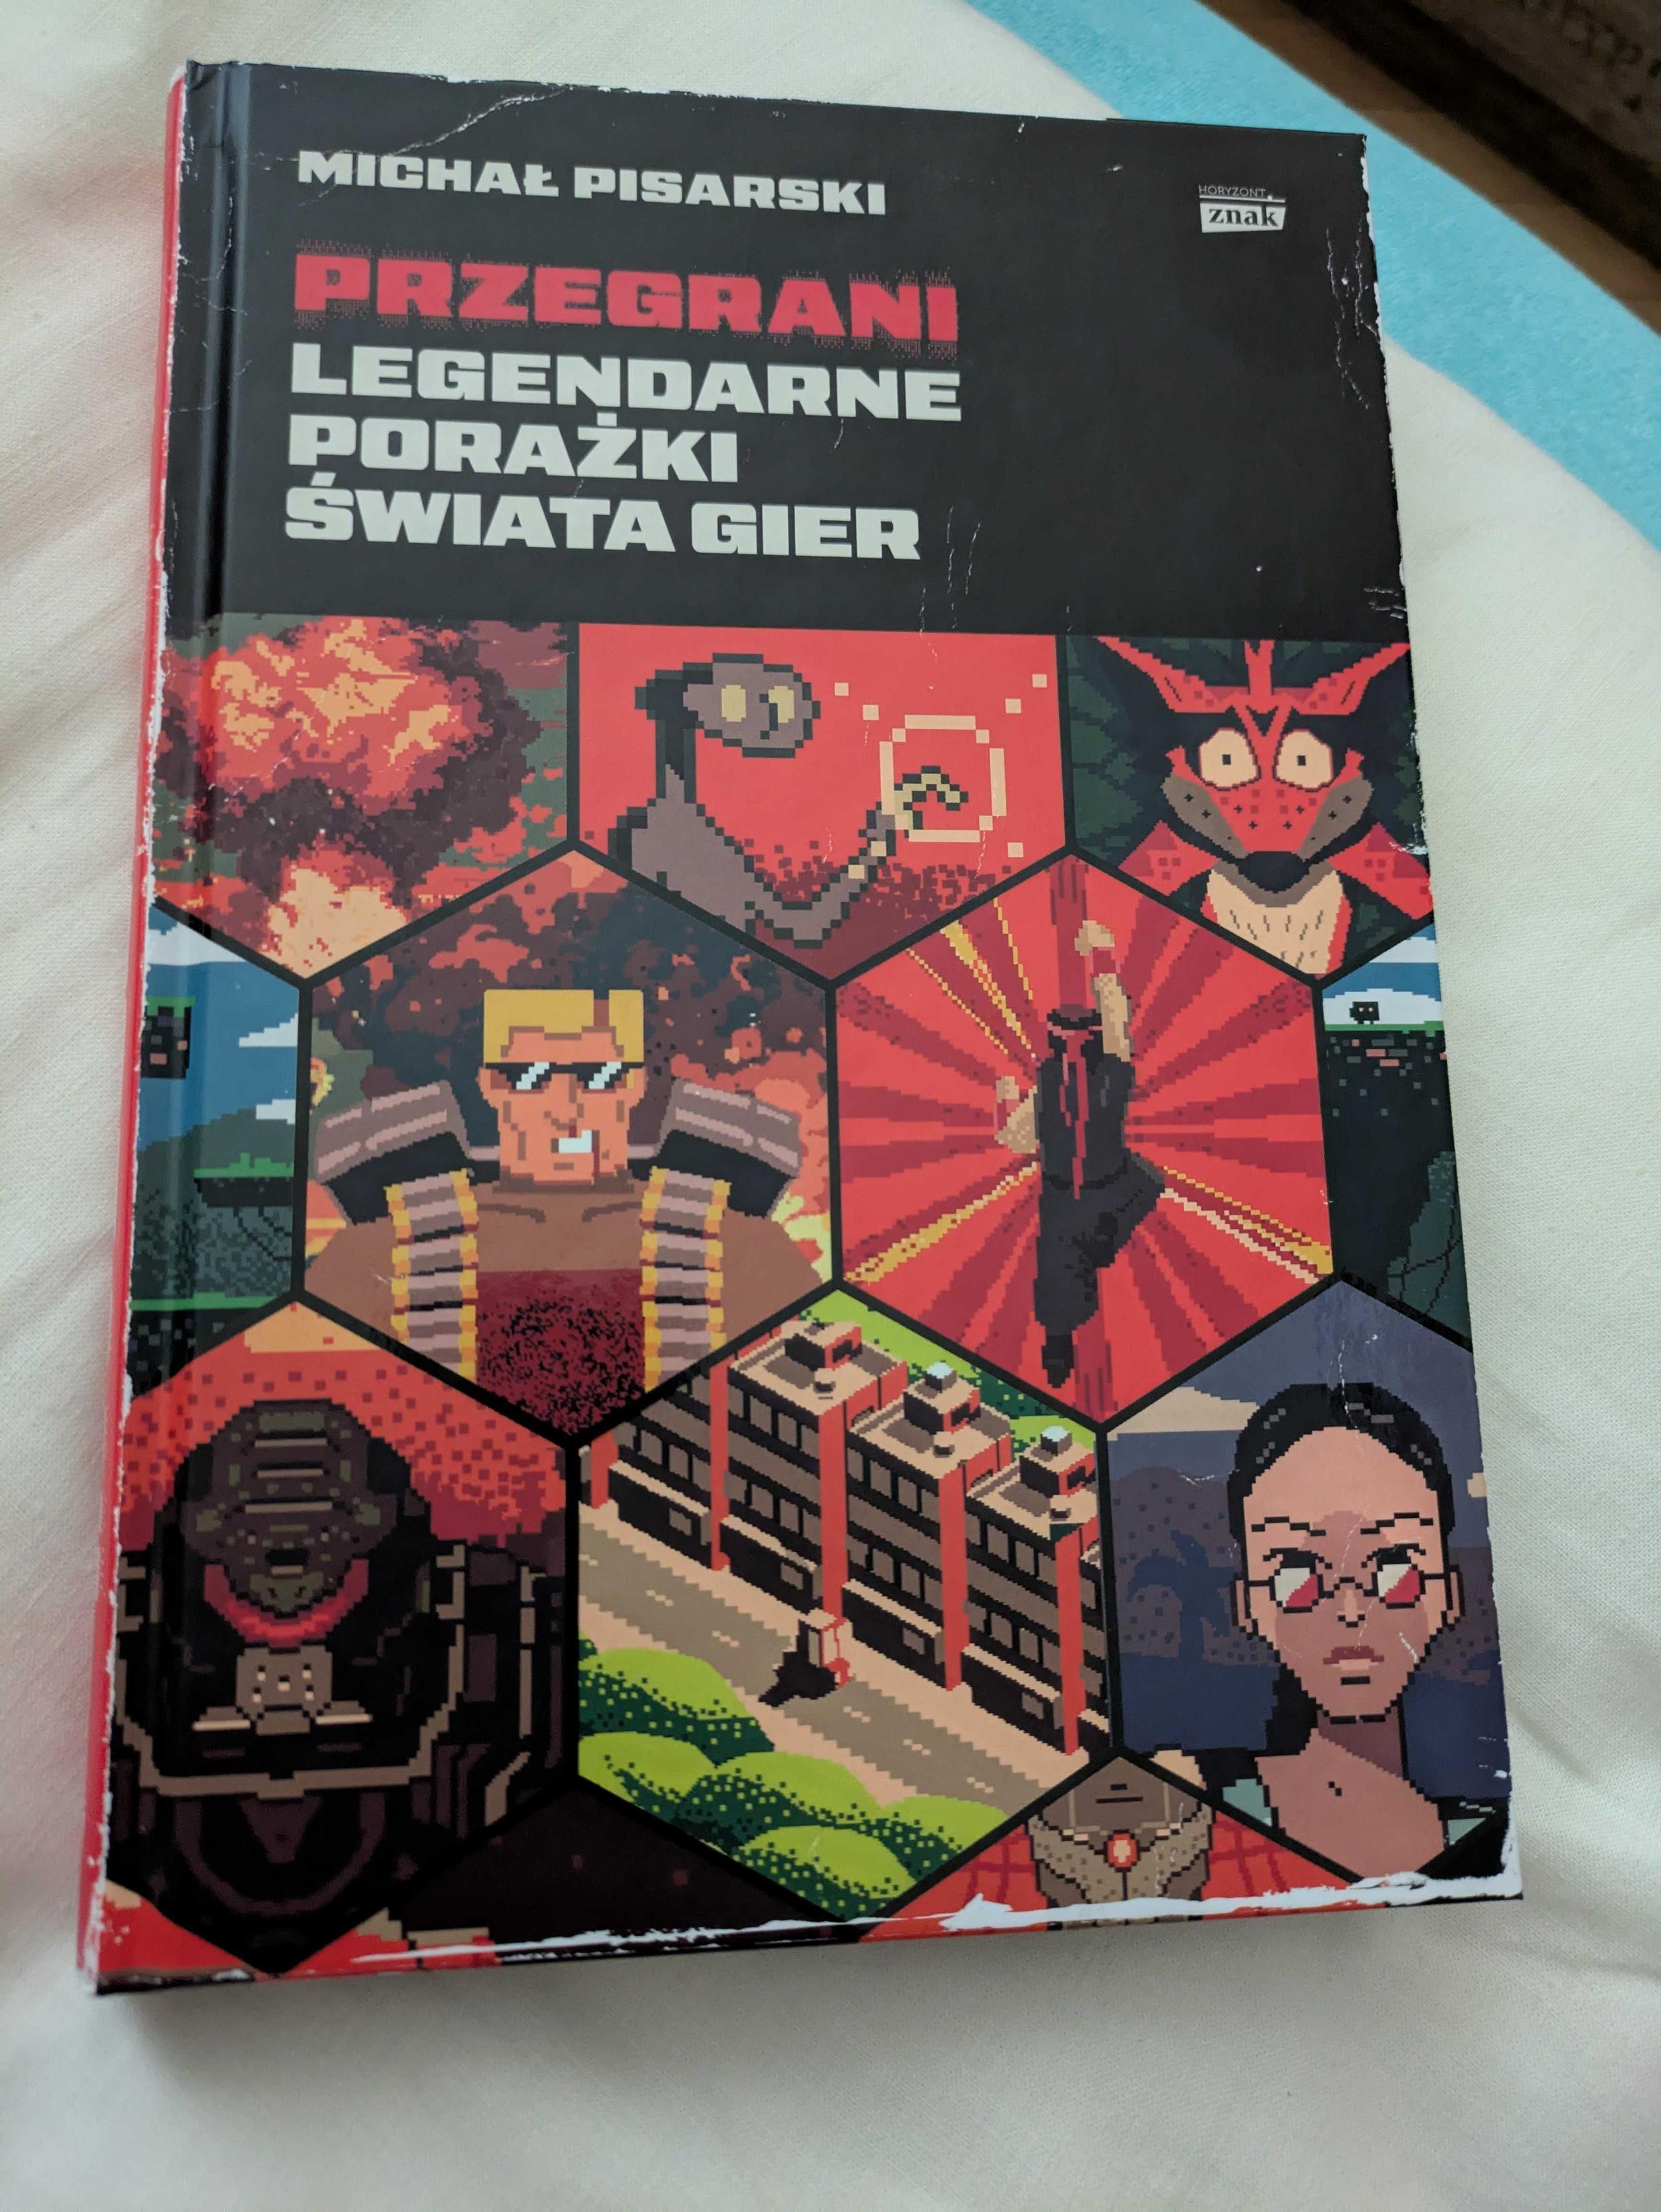 MICHAŁ PISARSKI
HORYZONT
znak
PRZEGRANI
LEGENDARNE
PORAŻKI
ŚWIATA GIER